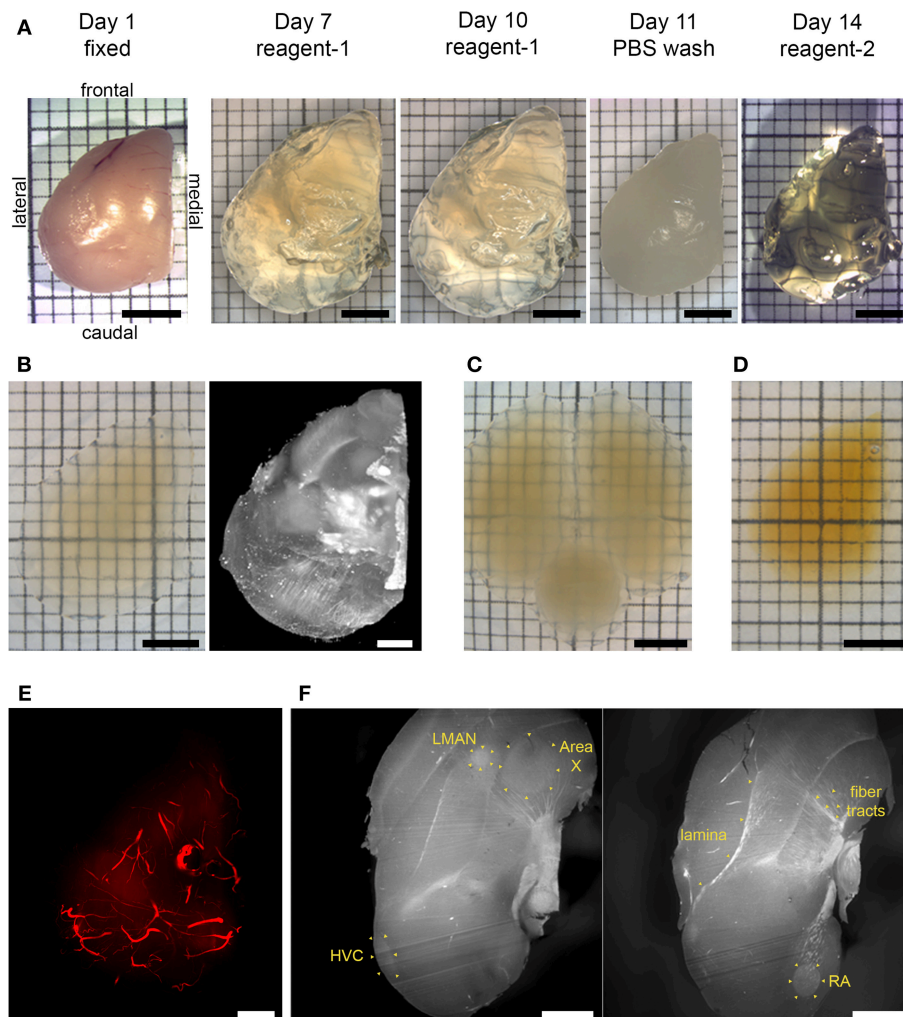 A
Day 1
fixed
Day 7
reagent-1
Day 10
reagent-1
Day 11
PBS wash
Day 14
reagent-2
frontal
lateral
medial
caudal
B
C
D
E
F
LMAN
Area
X
HVC
lamina
fiber
tracts
RA